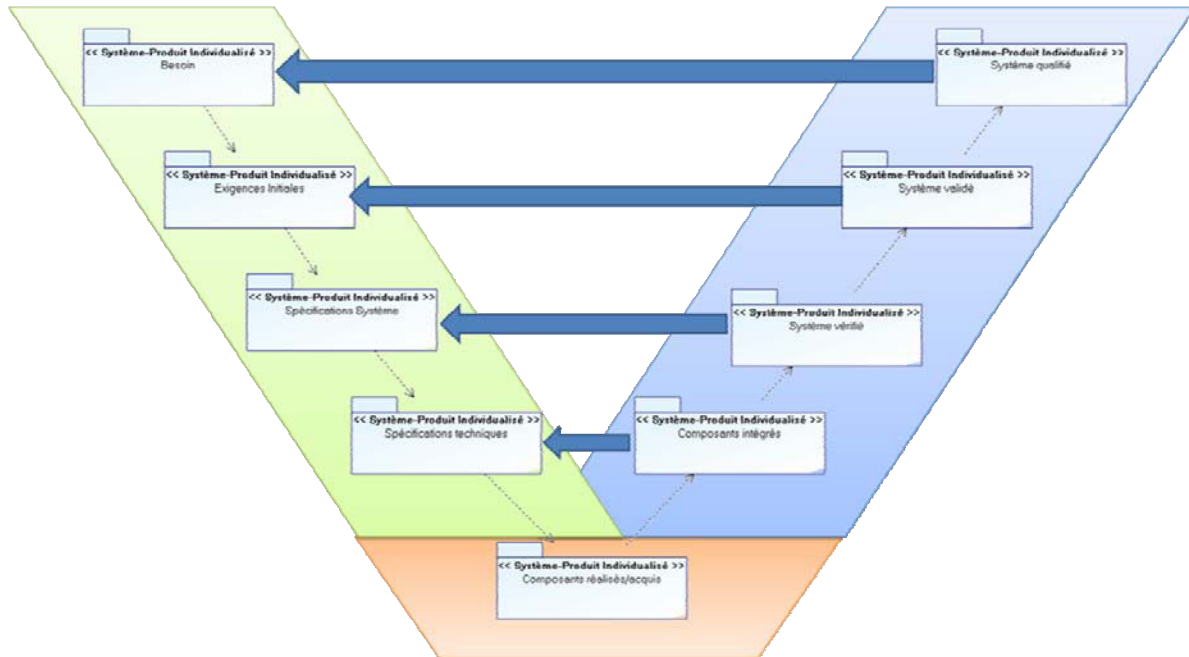 << Système-Produit Individualisé >>
Besoin
<< Système-Produit Individualisé >>
Système qualifié
<< Système-Produit Individualisé >>
Exigences Initiales
<< Système-Produit Individualisé >>
Système validé
<< Système-Produit Individualisé >>
Spécifications Système
<< Système-Produit Individualisé >>
Système vérifié
<< Système-Produit Individualisé >>
Spécifications techniques
<< Système-Produit Individualisé >>
Composants intégrés
<< Système-Produit Individualisé >>
Composants réalisés/acquis